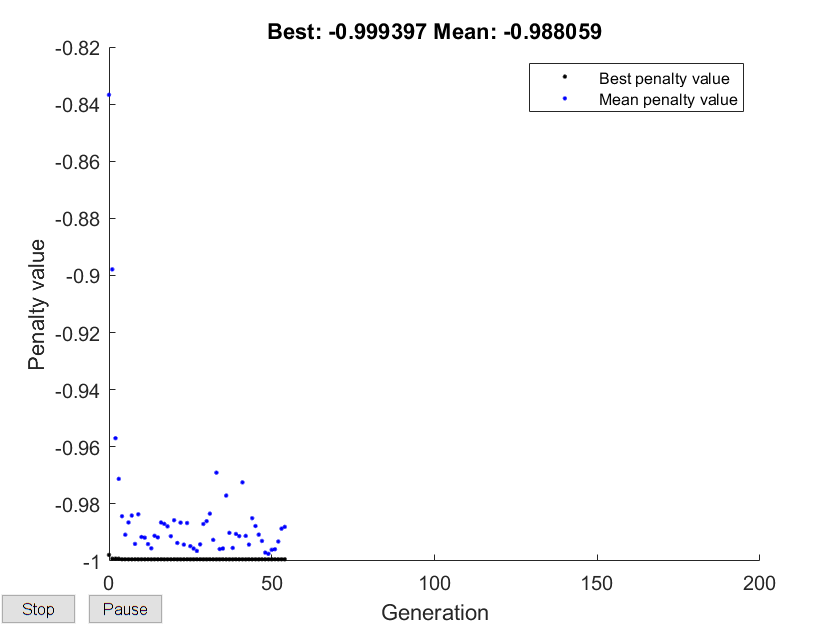 Best: -0.999397 Mean: -0.988059
-0.82
-0.84
-0.86
-0.88
-0.9
-0.92
-0.94
-0.96
-0.98
-1
Penalty value
Best penalty value
Mean penalty value
0
50
100
150
200
Generation
Stop
Pause